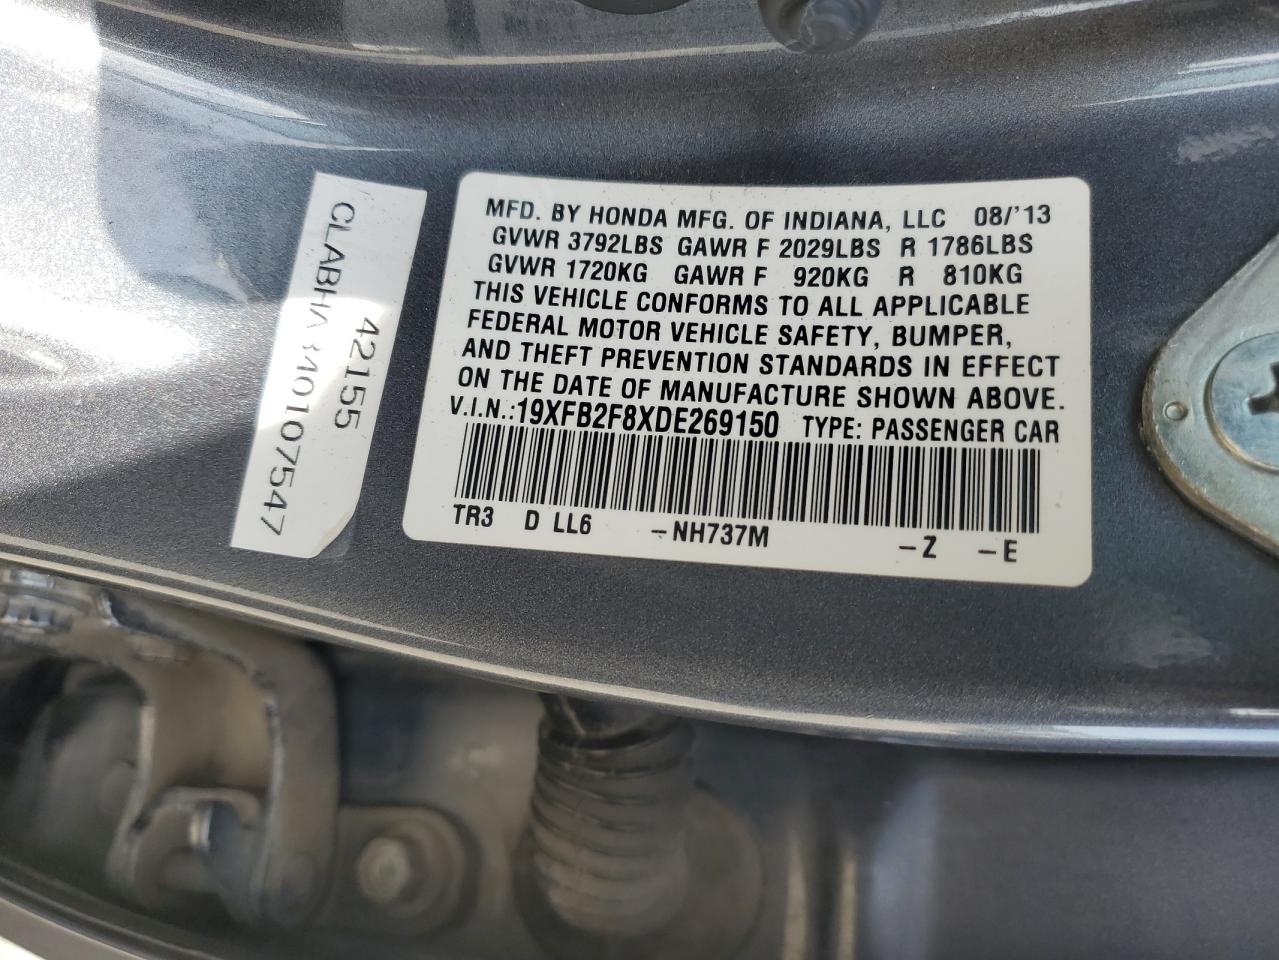 MFD. BY HONDA MFG. OF INDIANA, LLC 08/'13
GVWR 3792LBS GAWR F 2029LBS R 1786LBS
GVWR 1720KG GAWR F 920KG R 810KG
THIS VEHICLE CONFORMS TO ALL APPLICABLE
FEDERAL MOTOR VEHICLE SAFETY, BUMPER,
AND THEFT PREVENTION STANDARDS IN EFFECT
ON THE DATE OF MANUFACTURE SHOWN ABOVE.
V.I.N.:19XFB2F8XDE269150 TYPE: PASSENGER CAR
TR3 D LL6 -NH737M -Z -E
42155